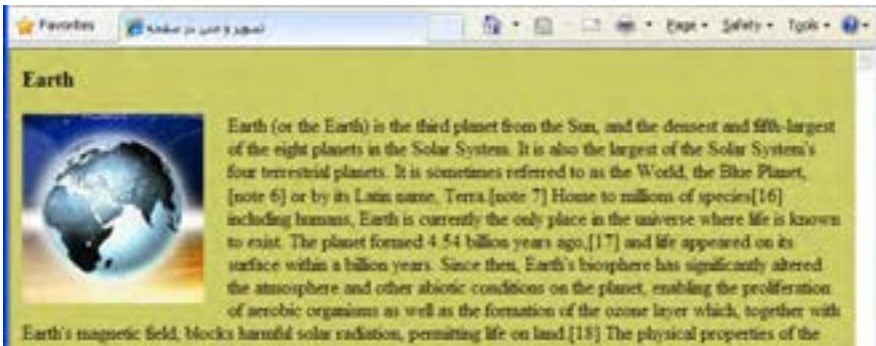 Favorites تصویر و متن در صفحه Page Safety Tools
Earth
Earth (or the Earth) is the third planet from the Sun, and the densest and fifth-largest
of the eight planets in the Solar System. It is also the largest of the Solar System's
four terrestrial planets. It is sometimes referred to as the World, the Blue Planet,
[note 6] or by its Latin name, Terra.[note 7] Home to millions of species[16]
including humans, Earth is currently the only place in the universe where life is known
to exist. The planet formed 4.54 billion years ago,[17] and life appeared on its
surface within a billion years. Since then, Earth's biosphere has significantly altered
the atmosphere and other abiotic conditions on the planet, enabling the proliferation
of aerobic organisms as well as the formation of the ozone layer which, together with
Earth's magnetic field, blocks harmful solar radiation, permitting life on land.[18] The physical properties of the